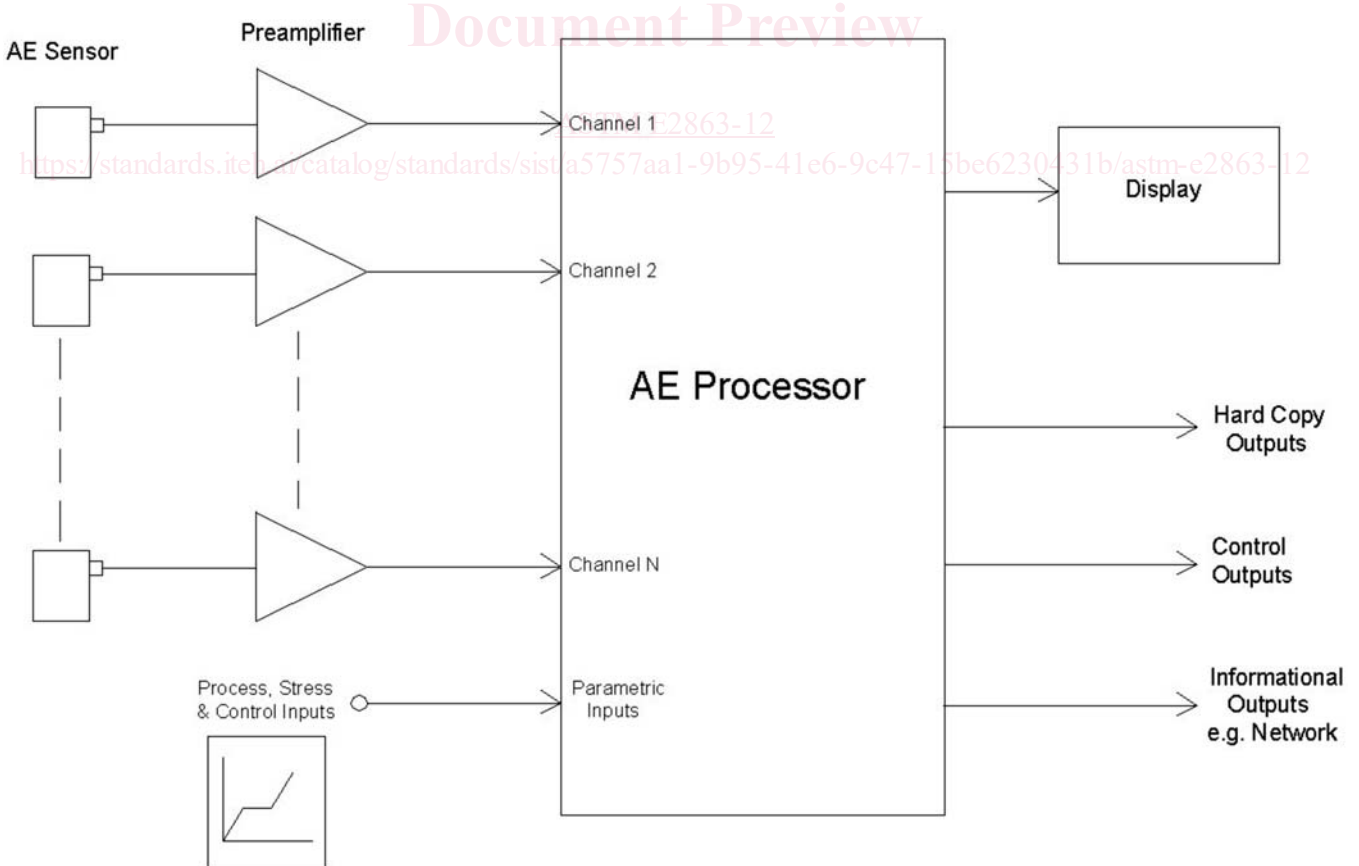 Document Preview
Preamplifier
AE Sensor
ASTM E2863-12
Channel 1
https://standards.iteh.ai/catalog/standards/sist/a5757aa1-9b95-41e6-9c47-15be6230431b/astm-e2863-12
Display
Channel 2
AE Processor
Hard Copy
Outputs
Control
Outputs
Channel N
Process, Stress
& Control Inputs
Parametric
Inputs
Informational
Outputs
e.g. Network